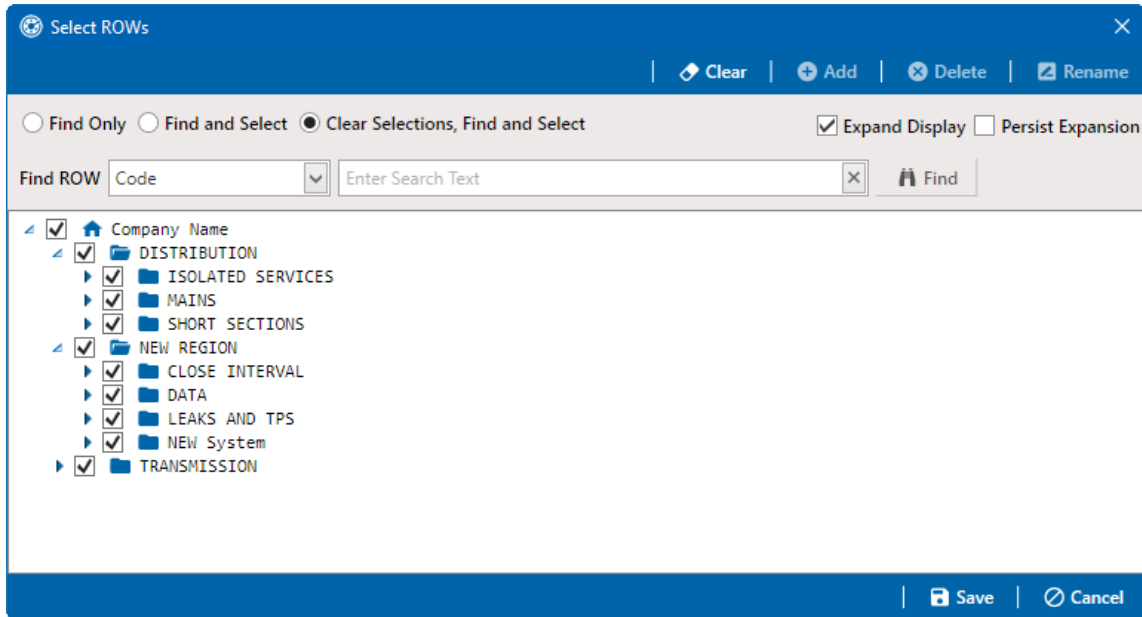 Select ROWs
Clear Add Delete Rename
Find Only Find and Select Clear Selections, Find and Select Expand Display Persist Expansion
Find ROW Code Enter Search Text Find
Company Name
DISTRIBUTION
ISOLATED SERVICES
MAINS
SHORT SECTIONS
NEW REGION
CLOSE INTERVAL
DATA
LEAKS AND TPS
NEW System
TRANSMISSION
Save Cancel